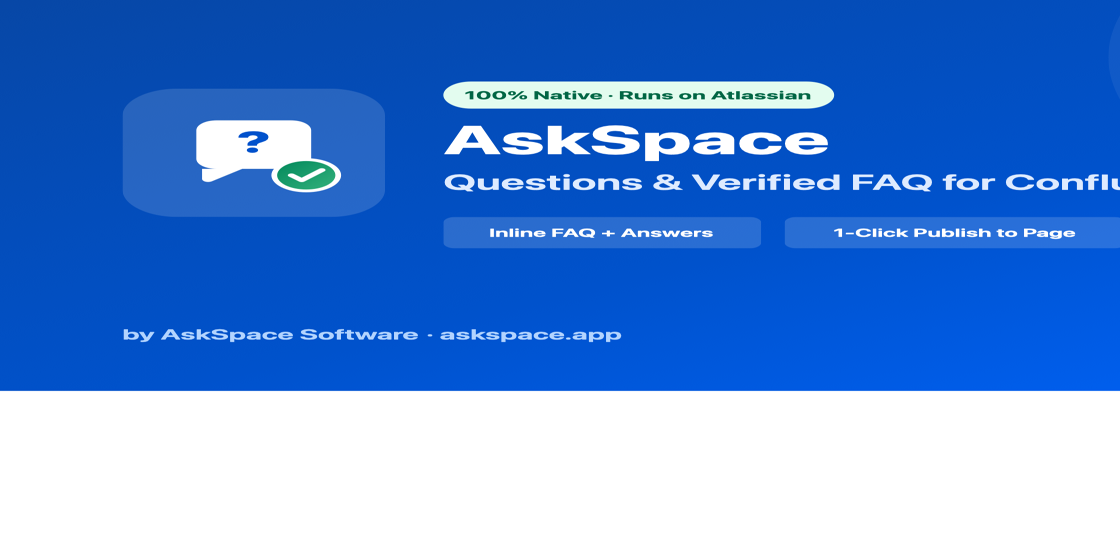 ?
100% Native · Runs on Atlassian
AskSpace
Questions & Verified FAQ for
Inline FAQ + Answers
1-Click Publish to Page
by AskSpace Software · askspace.app